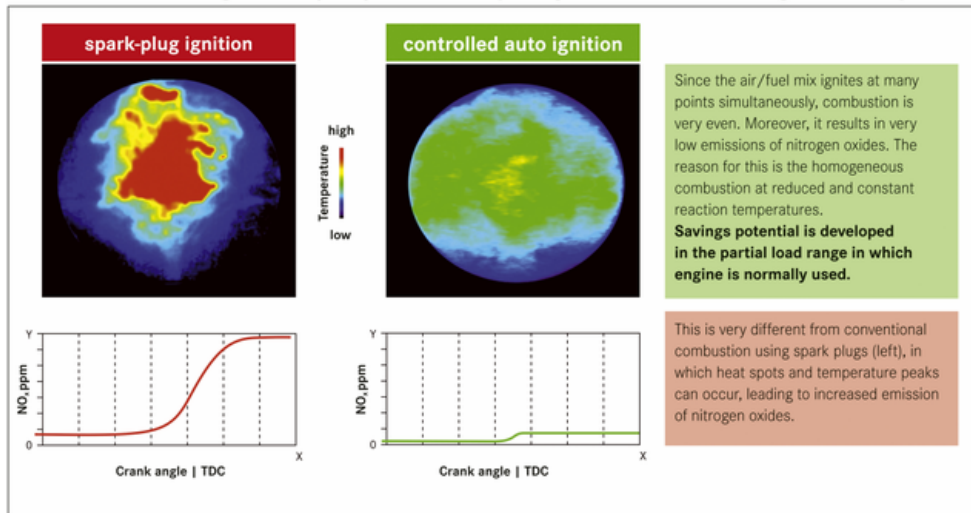 spark-plug ignition
controlled auto ignition
high
Temperature
low
Since the air/fuel mix ignites at many
points simultaneously, combustion is
very even. Moreover, it results in very
low emissions of nitrogen oxides. The
reason for this is the homogeneous
combustion at reduced and constant
reaction temperatures.
Savings potential is developed
in the partial load range in which
engine is normally used.
Y
NOₓ ppm
0
X
Crank angle | TDC
Y
NOₓ ppm
0
X
Crank angle | TDC
This is very different from conventional
combustion using spark plugs (left), in
which heat spots and temperature peaks
can occur, leading to increased emission
of nitrogen oxides.